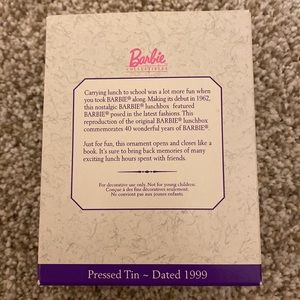 Barbie
COLLECTIBLES
Carrying lunch to school was a lot more fun when
you took BARBIE® along. Making its debut in 1962,
this nostalgic BARBIE® lunchbox featured
BARBIE® posed in the latest fashions. This
reproduction of the original BARBIE® lunchbox
commemorates 40 wonderful years of BARBIE®.
Just for fun, this ornament opens and closes like a
book. It's sure to bring back memories of many
exciting lunch hours spent with friends.
For decorative use only. Not for young children.
Conçu à des fins décoratives seulement.
Ne convient pas aux jeunes enfants.
Pressed Tin ~ Dated 1999